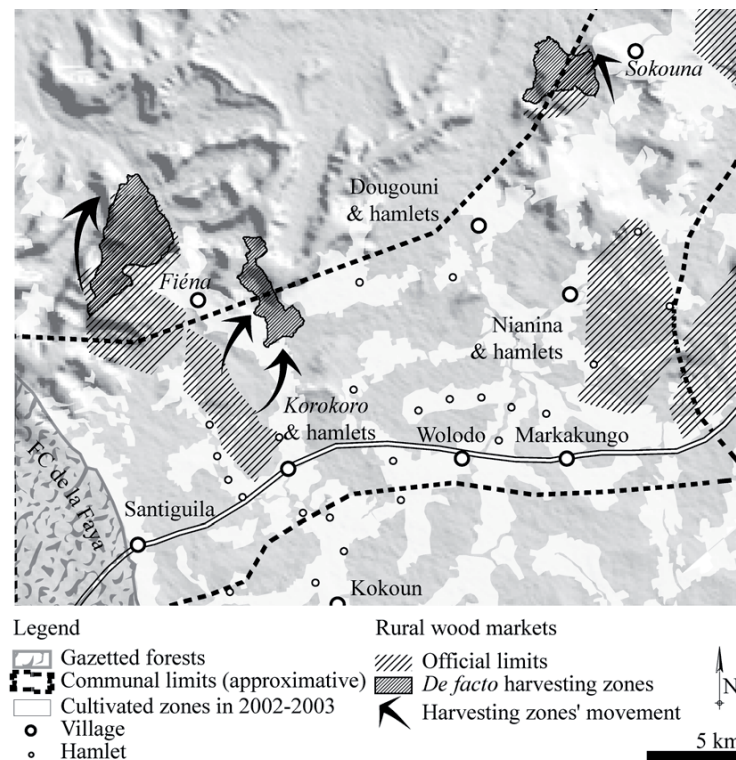 Sokouna
Dougouni
& hamlets
Fiéna
Nianina
& hamlets
Korokoro
& hamlets
Wolodo
Markakungo
FC de la Faya
Santiguila
Kokoun
Legend
Gazetted forests
Communal limits (approximative)
Cultivated zones in 2002-2003
Village
Hamlet
Rural wood markets
Official limits
De facto harvesting zones
Harvesting zones' movement
N
5 km